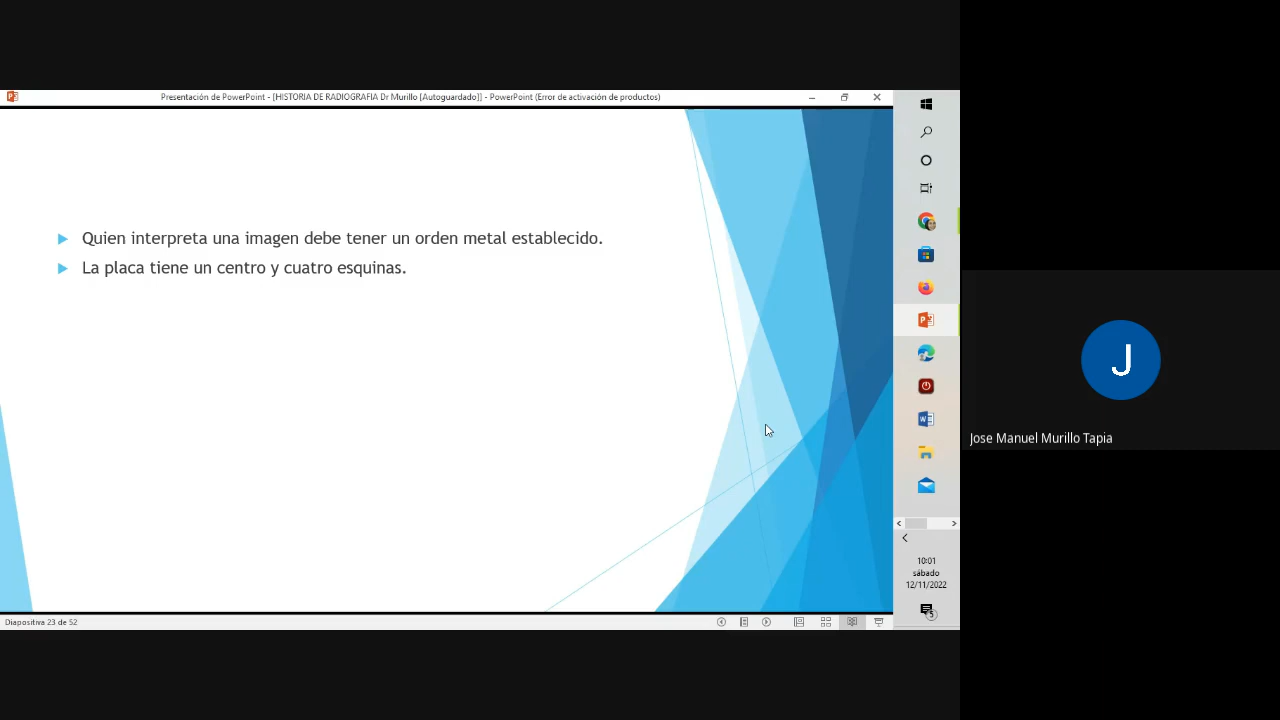 Presentación de PowerPoint - [HISTORIA DE RADIOGRAFIA Dr Murillo [Autoguardado]] - PowerPoint (Error de activación de productos)
Quien interpreta una imagen debe tener un orden metal establecido.
La placa tiene un centro y cuatro esquinas.
J
Jose Manuel Murillo Tapia
10:01
sábado
12/11/2022
5
Diapositiva 23 de 52